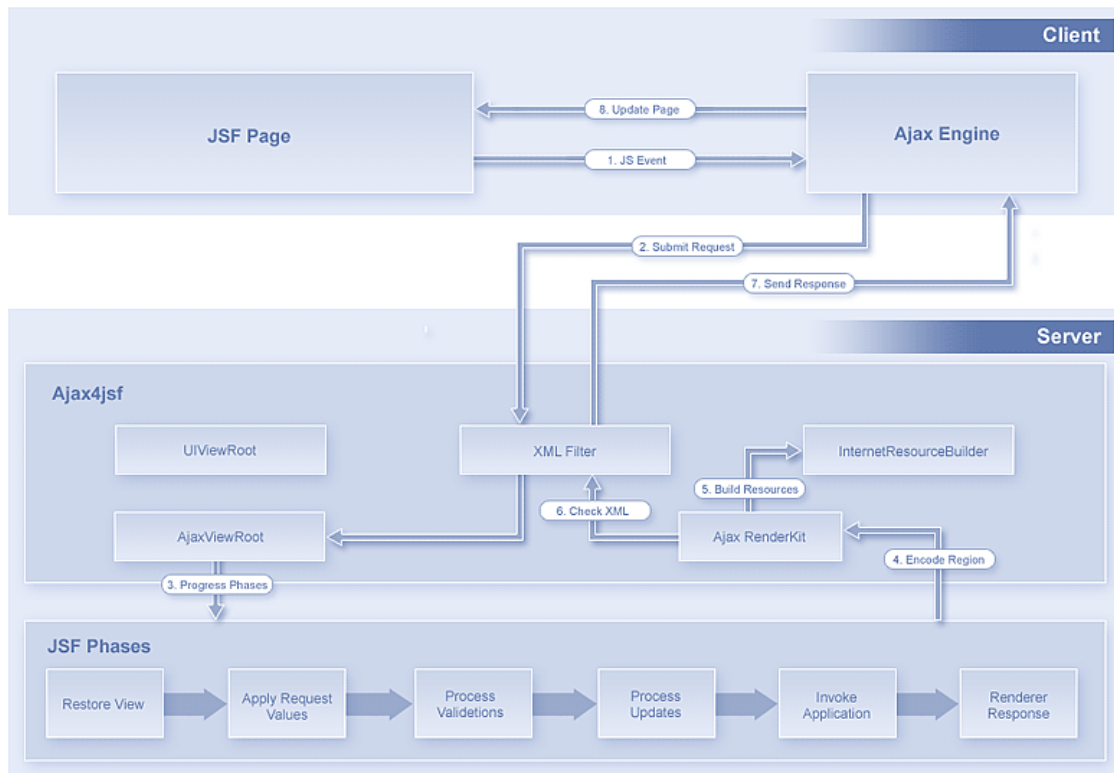 Client
JSF Page
8. Update Page
Ajax Engine
1. JS Event
2. Submit Request
7. Send Response
Server
Ajax4jsf
UIViewRoot
XML Filter
InternetResourceBuilder
5. Build Resources
6. Check XML
AjaxViewRoot
Ajax RenderKit
4. Encode Region
3. Progress Phases
JSF Phases
Restore View
Apply Request
Values
Process
Validetions
Process
Updates
Invoke
Application
Renderer
Response